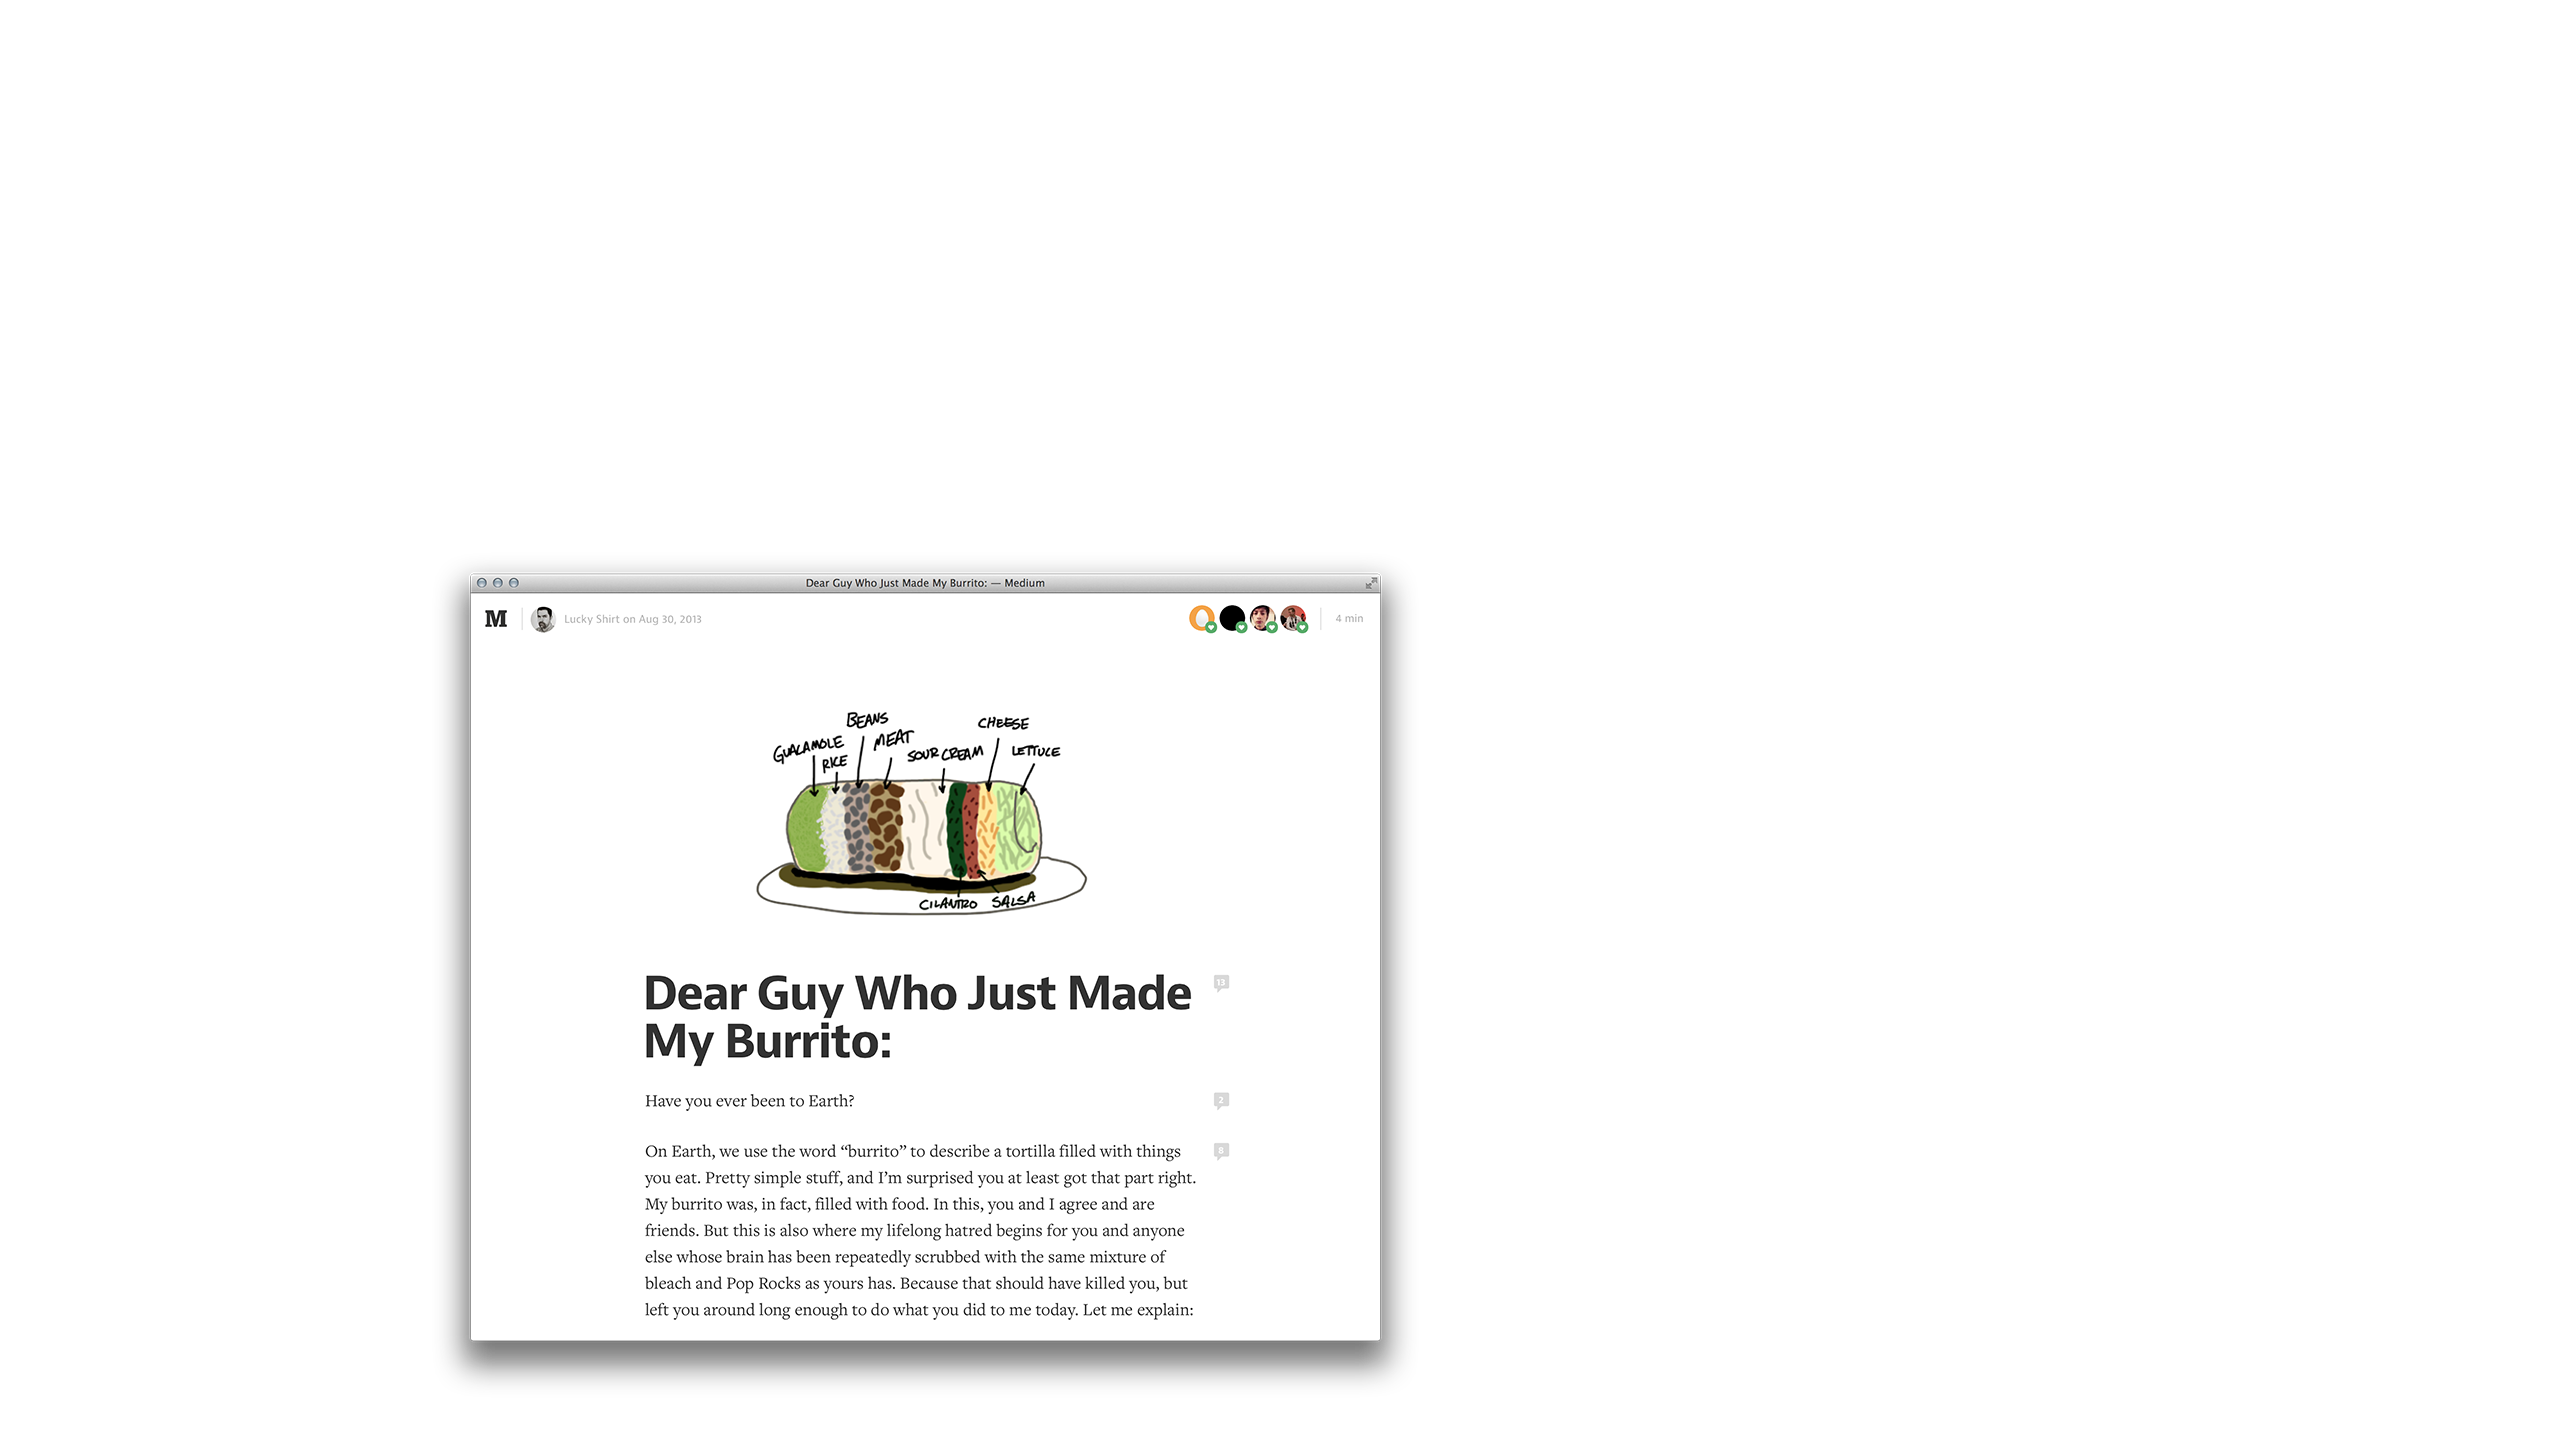 Dear Guy Who Just Made My Burrito: — Medium
M
Lucky Shirt on Aug 30, 2013
4 min
BEANS
CHEESE
GUACAMOLE
MEAT
RICE
SOUR CREAM
LETTUCE
CILANTRO SALSA
Dear Guy Who Just Made
13
My Burrito:
Have you ever been to Earth?
2
On Earth, we use the word “burrito” to describe a tortilla filled with things
8
you eat. Pretty simple stuff, and I’m surprised you at least got that part right.
My burrito was, in fact, filled with food. In this, you and I agree and are
friends. But this is also where my lifelong hatred begins for you and anyone
else whose brain has been repeatedly scrubbed with the same mixture of
bleach and Pop Rocks as yours has. Because that should have killed you, but
left you around long enough to do what you did to me today. Let me explain: